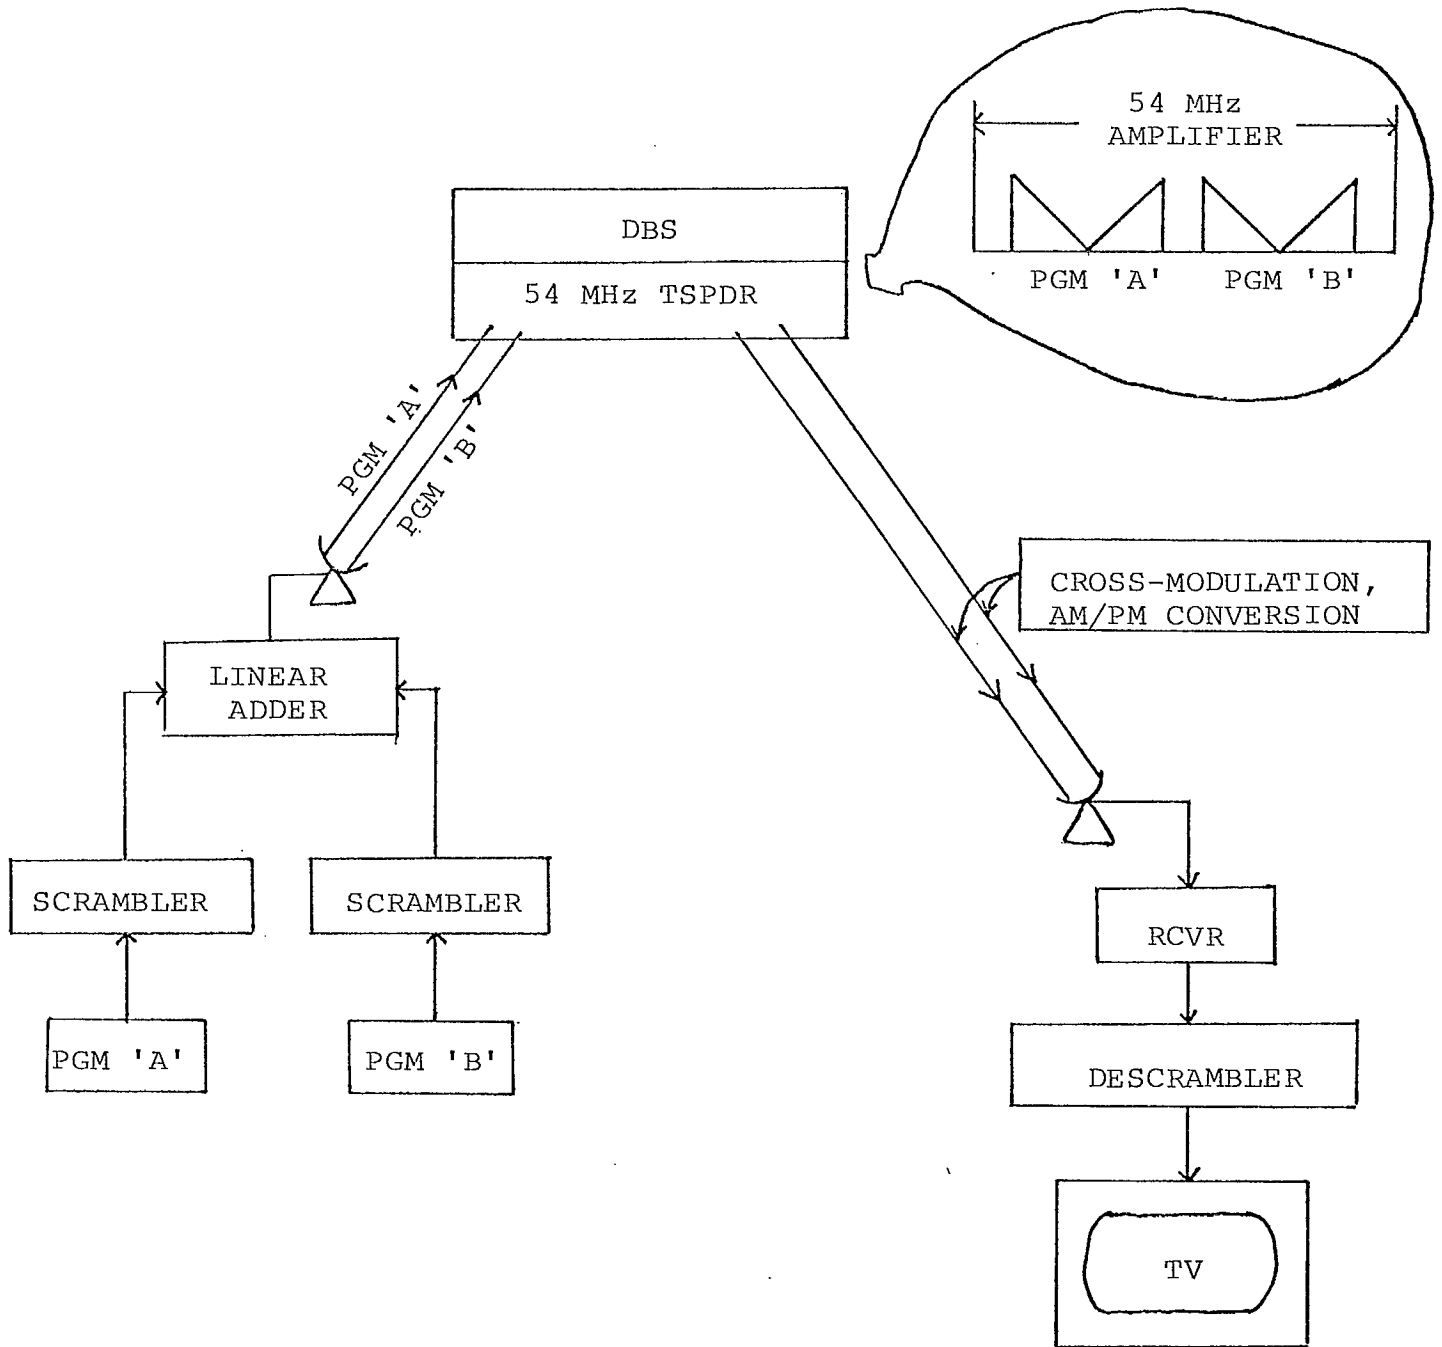 54 MHz
AMPLIFIER
PGM 'A'
PGM 'B'
DBS
54 MHz TSPDR
PGM 'A'
PGM 'B'
CROSS-MODULATION,
AM/PM CONVERSION
LINEAR
ADDER
SCRAMBLER
SCRAMBLER
PGM 'A'
PGM 'B'
RCVR
DESCRAMBLER
TV